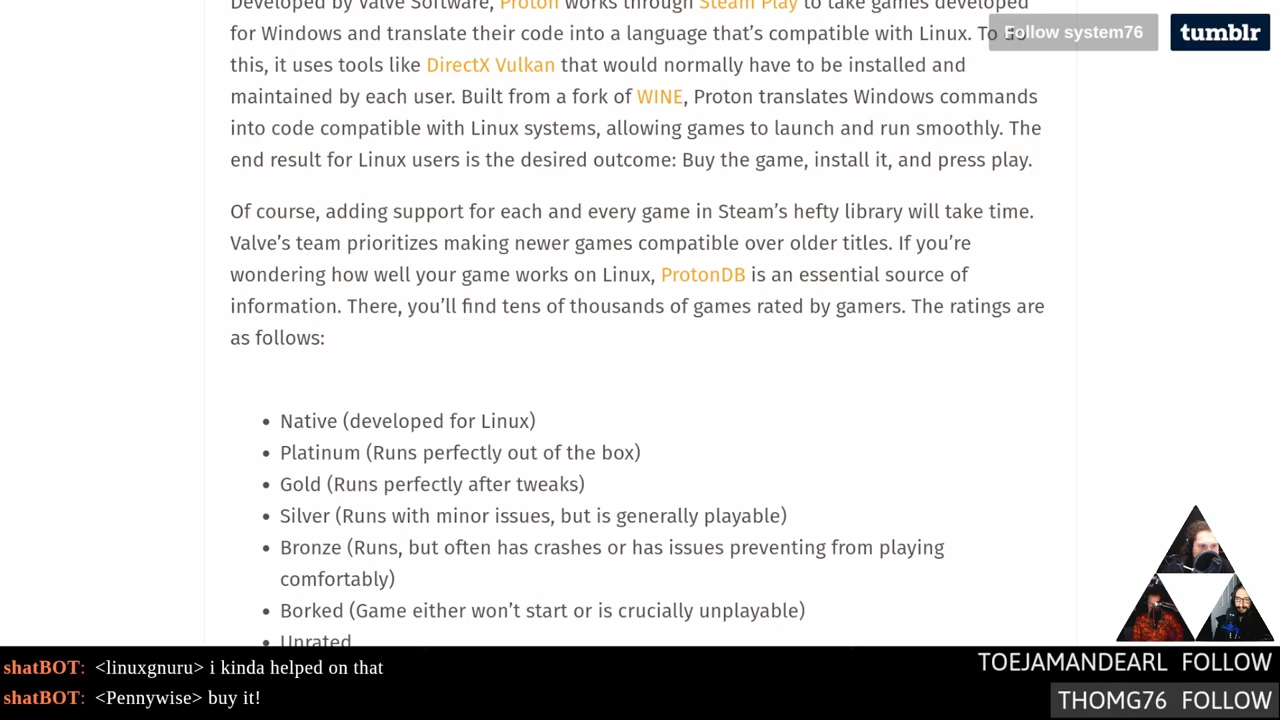 Developed by Valve Software, Proton works through Steam Play to take games developed
for Windows and translate their code into a language that’s compatible with Linux. To do
Follow system76
tumblr
this, it uses tools like DirectX Vulkan that would normally have to be installed and
maintained by each user. Built from a fork of WINE, Proton translates Windows commands
into code compatible with Linux systems, allowing games to launch and run smoothly. The
end result for Linux users is the desired outcome: Buy the game, install it, and press play.
Of course, adding support for each and every game in Steam’s hefty library will take time.
Valve’s team prioritizes making newer games compatible over older titles. If you’re
wondering how well your game works on Linux, ProtonDB is an essential source of
information. There, you’ll find tens of thousands of games rated by gamers. The ratings are
as follows:
• Native (developed for Linux)
• Platinum (Runs perfectly out of the box)
• Gold (Runs perfectly after tweaks)
• Silver (Runs with minor issues, but is generally playable)
• Bronze (Runs, but often has crashes or has issues preventing from playing
comfortably)
• Borked (Game either won’t start or is crucially unplayable)
• Unrated
shatBOT: <linuxgnuru> i kinda helped on that
shatBOT: <Pennywise> buy it!
TOEJAMANDEARL FOLLOW
THOMG76 FOLLOW